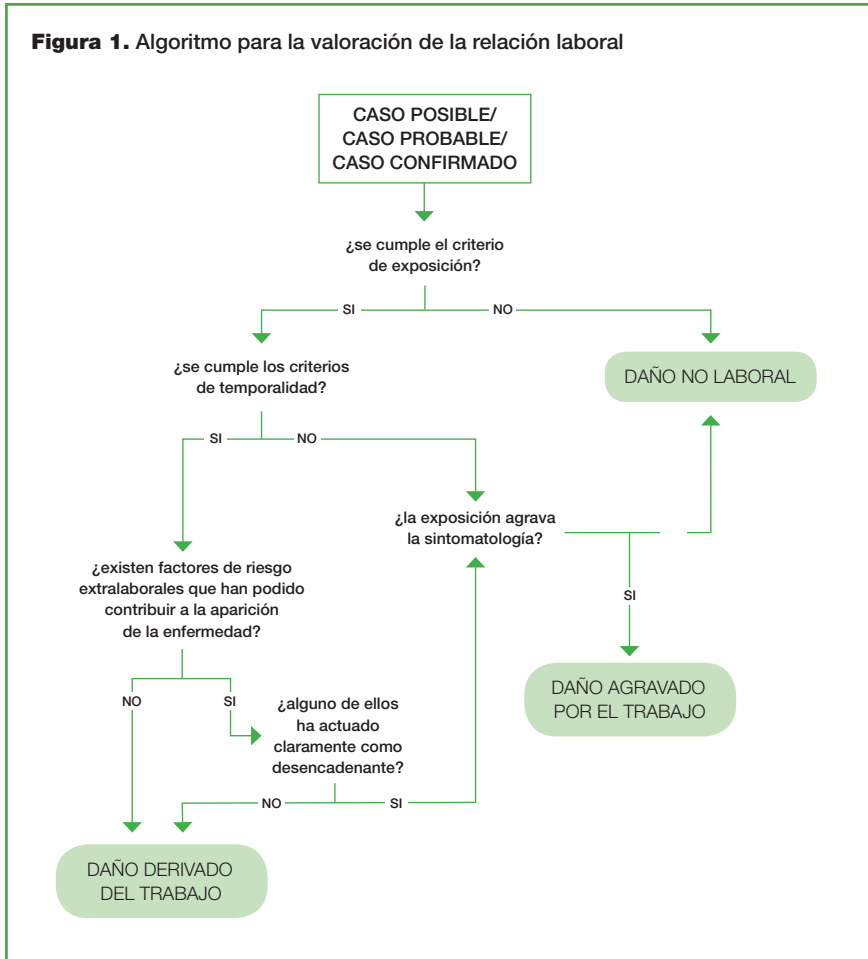 Figura 1. Algoritmo para la valoración de la relación laboral
CASO POSIBLE/
CASO PROBABLE/
CASO CONFIRMADO
¿se cumple el criterio
de exposición?
SI
NO
¿se cumple los criterios
de temporalidad?
DAÑO NO LABORAL
SI
NO
¿la exposición agrava
la sintomatología?
¿existen factores de riesgo
extralaborales que han podido
contribuir a la aparición
de la enfermedad?
SI
NO
SI
¿alguno de ellos
ha actuado
claramente como
desencadenante?
DAÑO AGRAVADO
POR EL TRABAJO
NO
SI
DAÑO DERIVADO
DEL TRABAJO